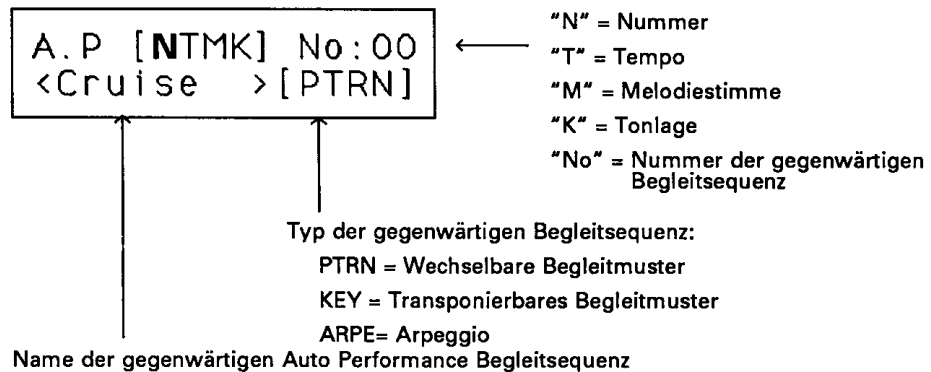 A.P [NTMK] No:00
<Cruise >[PTRN]
"N" = Nummer
"T" = Tempo
"M" = Melodiestimme
"K" = Tonlage
"No" = Nummer der gegenwärtigen
Begleitsequenz
Typ der gegenwärtigen Begleitsequenz:
PTRN = Wechselbare Begleitmuster
KEY = Transponierbares Begleitmuster
ARPE= Arpeggio
Name der gegenwärtigen Auto Performance Begleitsequenz